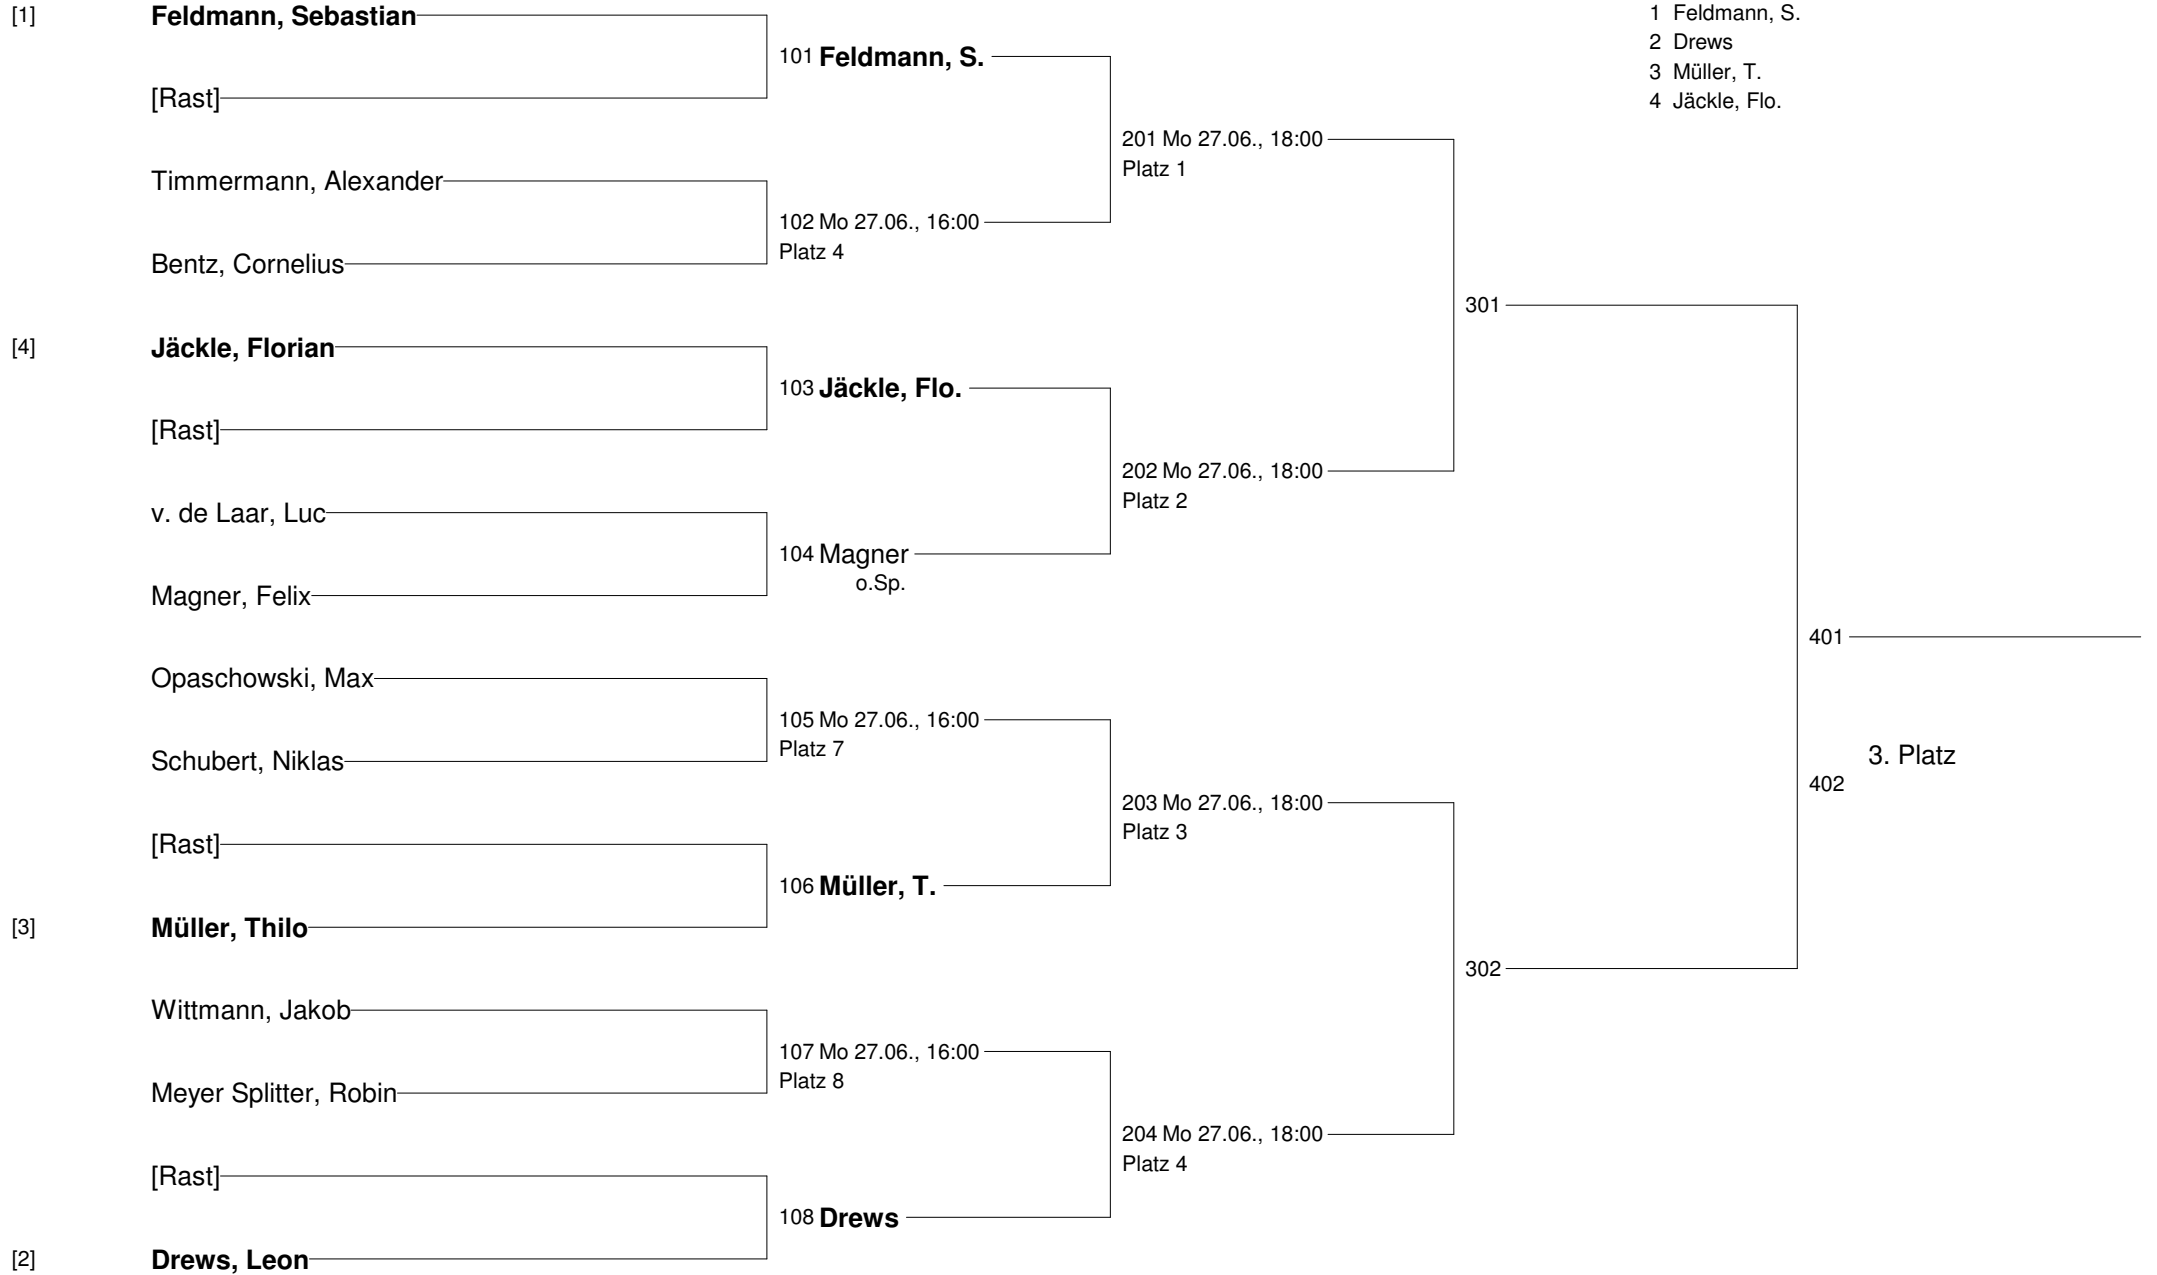 [1] Feldmann, Sebastian
[Rast]
101 Feldmann, S.
Timmermann, Alexander
Bentz, Cornelius
102 Mo 27.06., 16:00
Platz 4
201 Mo 27.06., 18:00
Platz 1
[4] Jäckle, Florian
[Rast]
103 Jäckle, Flo.
v. de Laar, Luc
Magner, Felix
104 Magner
o.Sp.
202 Mo 27.06., 18:00
Platz 2
301
Opaschowski, Max
Schubert, Niklas
105 Mo 27.06., 16:00
Platz 7
[Rast]
[3] Müller, Thilo
106 Müller, T.
203 Mo 27.06., 18:00
Platz 3
Wittmann, Jakob
Meyer Splitter, Robin
107 Mo 27.06., 16:00
Platz 8
[Rast]
[2] Drews, Leon
108 Drews
204 Mo 27.06., 18:00
Platz 4
302
401
3. Platz
402
1 Feldmann, S.
2 Drews
3 Müller, T.
4 Jäckle, Flo.